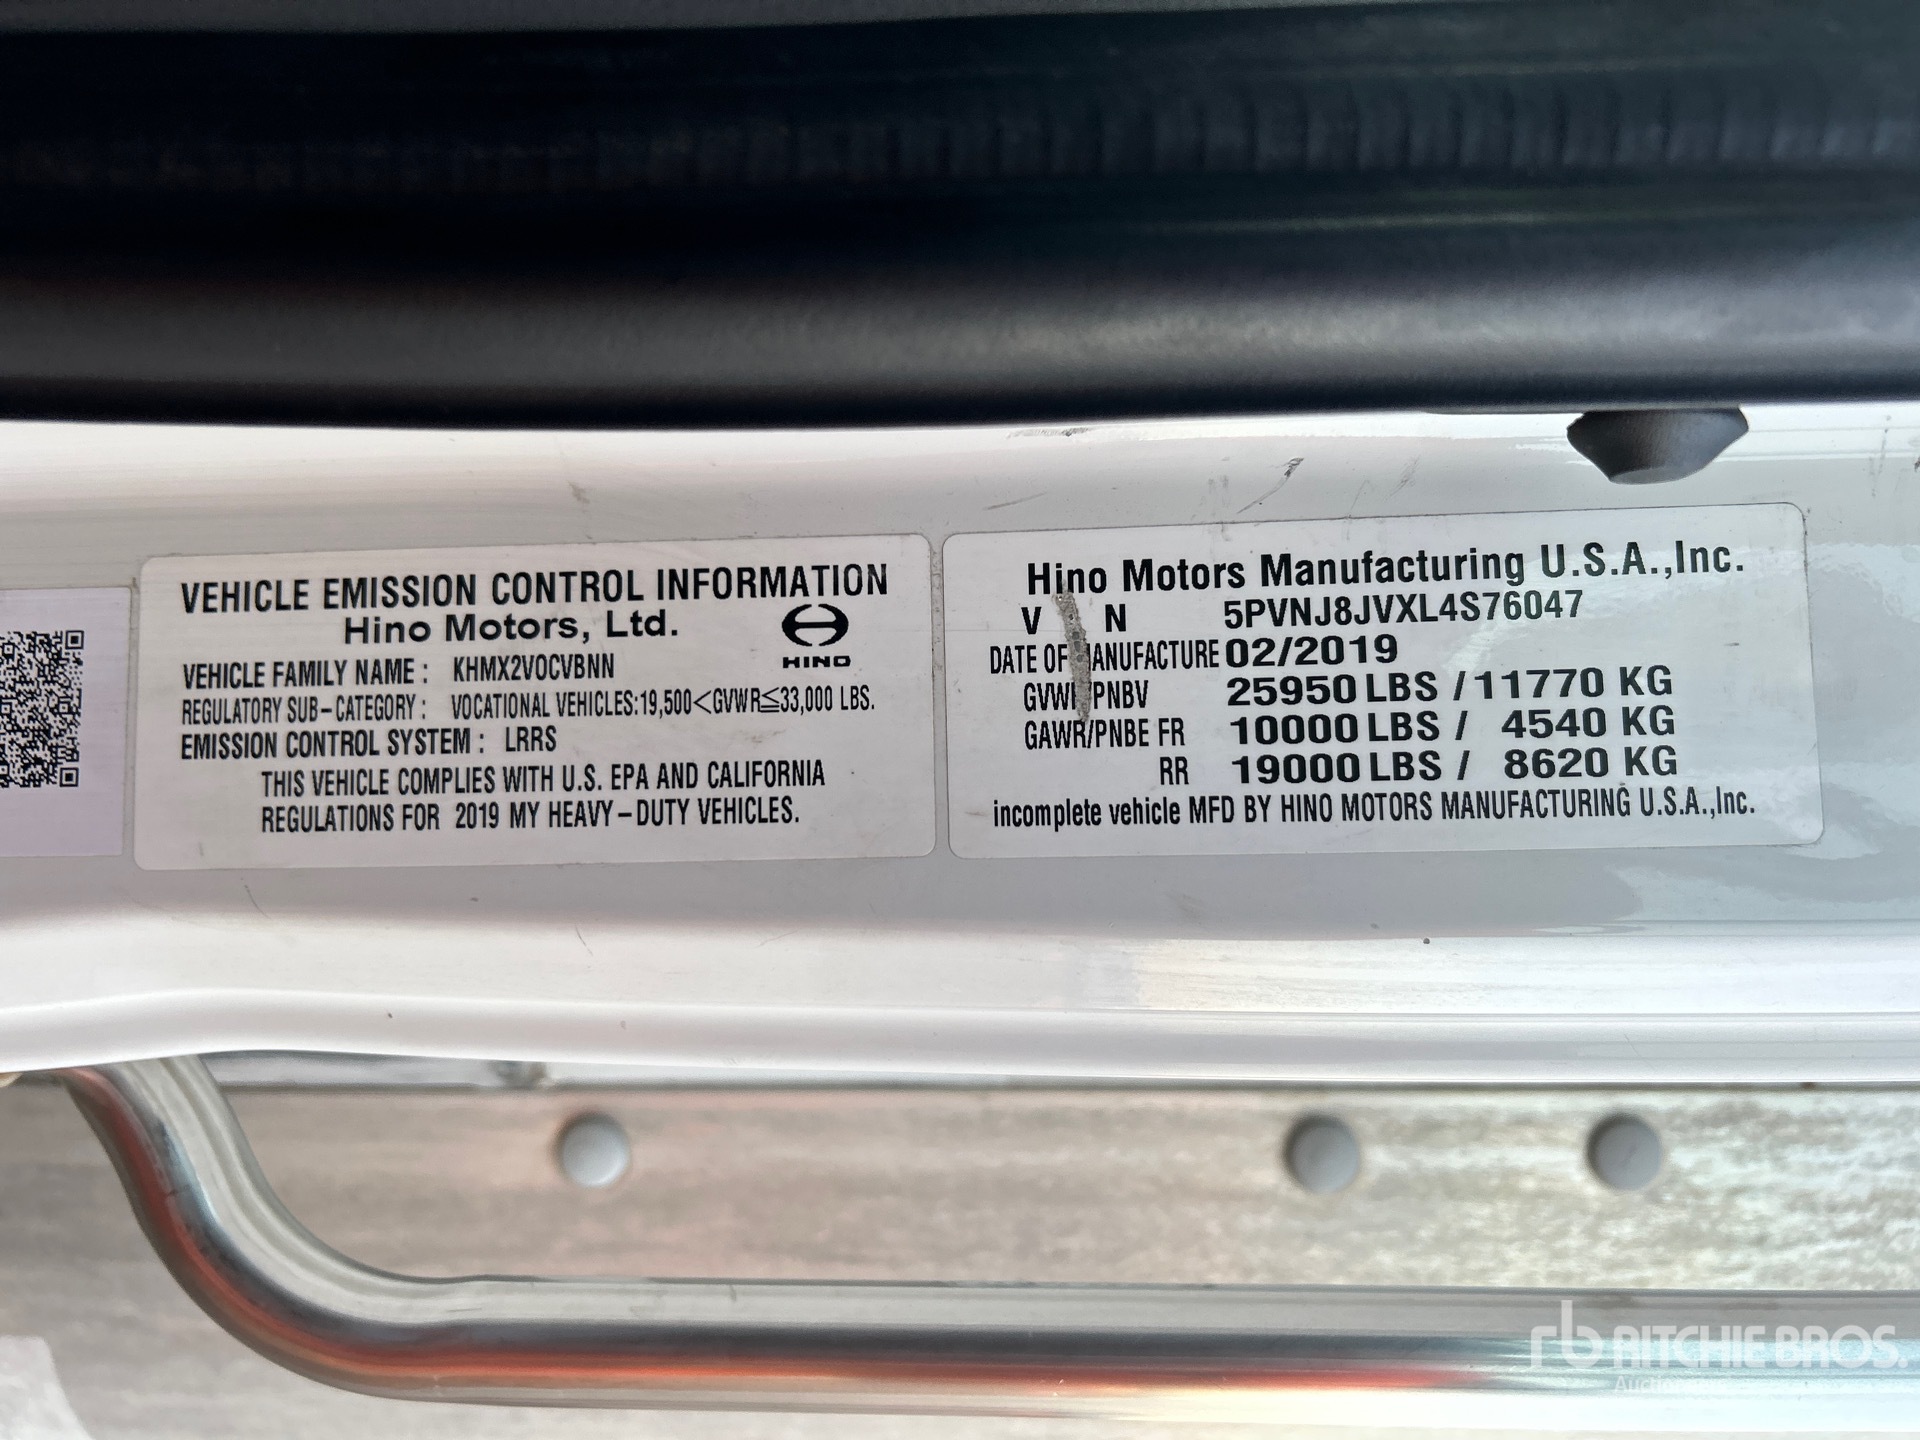 VEHICLE EMISSION CONTROL INFORMATION
Hino Motors, Ltd.
HINO
VEHICLE FAMILY NAME : KHMX2VOCVBNN
REGULATORY SUB-CATEGORY : VOCATIONAL VEHICLES:19,500<GVWR≦33,000 LBS.
EMISSION CONTROL SYSTEM : LRRS
THIS VEHICLE COMPLIES WITH U.S. EPA AND CALIFORNIA
REGULATIONS FOR 2019 MY HEAVY-DUTY VEHICLES.
Hino Motors Manufacturing U.S.A.,Inc.
V N 5PVNJ8JVXL4S76047
DATE OF MANUFACTURE 02/2019
GVWR/PNBV 25950 LBS / 11770 KG
GAWR/PNBE FR 10000 LBS / 4540 KG
RR 19000 LBS / 8620 KG
incomplete vehicle MFD BY HINO MOTORS MANUFACTURING U.S.A.,Inc.
rb RITCHIE BROS.